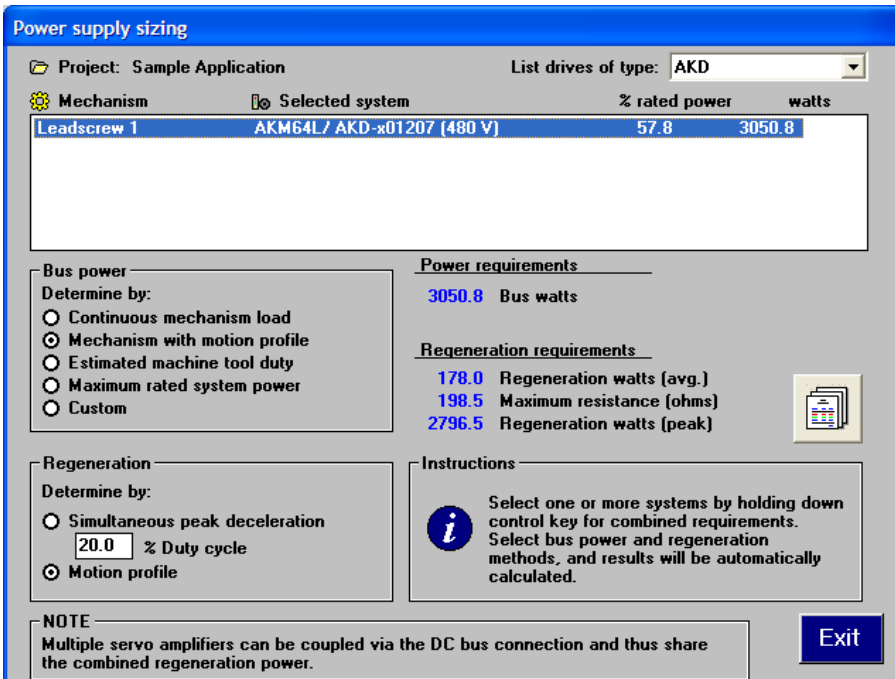 Power supply sizing
Project: Sample Application List drives of type: AKD
Mechanism Selected system % rated power watts
Leadscrew 1 AKM64L/ AKD-x01207 (480 V) 57.8 3050.8
Bus power
Determine by:
Continuous mechanism load
Mechanism with motion profile
Estimated machine tool duty
Maximum rated system power
Custom
Power requirements
3050.8 Bus watts
Regeneration requirements
178.0 Regeneration watts (avg.)
198.5 Maximum resistance (ohms)
2796.5 Regeneration watts (peak)
Regeneration
Determine by:
Simultaneous peak deceleration
20.0 % Duty cycle
Motion profile
Instructions
i
Select one or more systems by holding down
control key for combined requirements.
Select bus power and regeneration
methods, and results will be automatically
calculated.
NOTE
Multiple servo amplifiers can be coupled via the DC bus connection and thus share
the combined regeneration power.
Exit